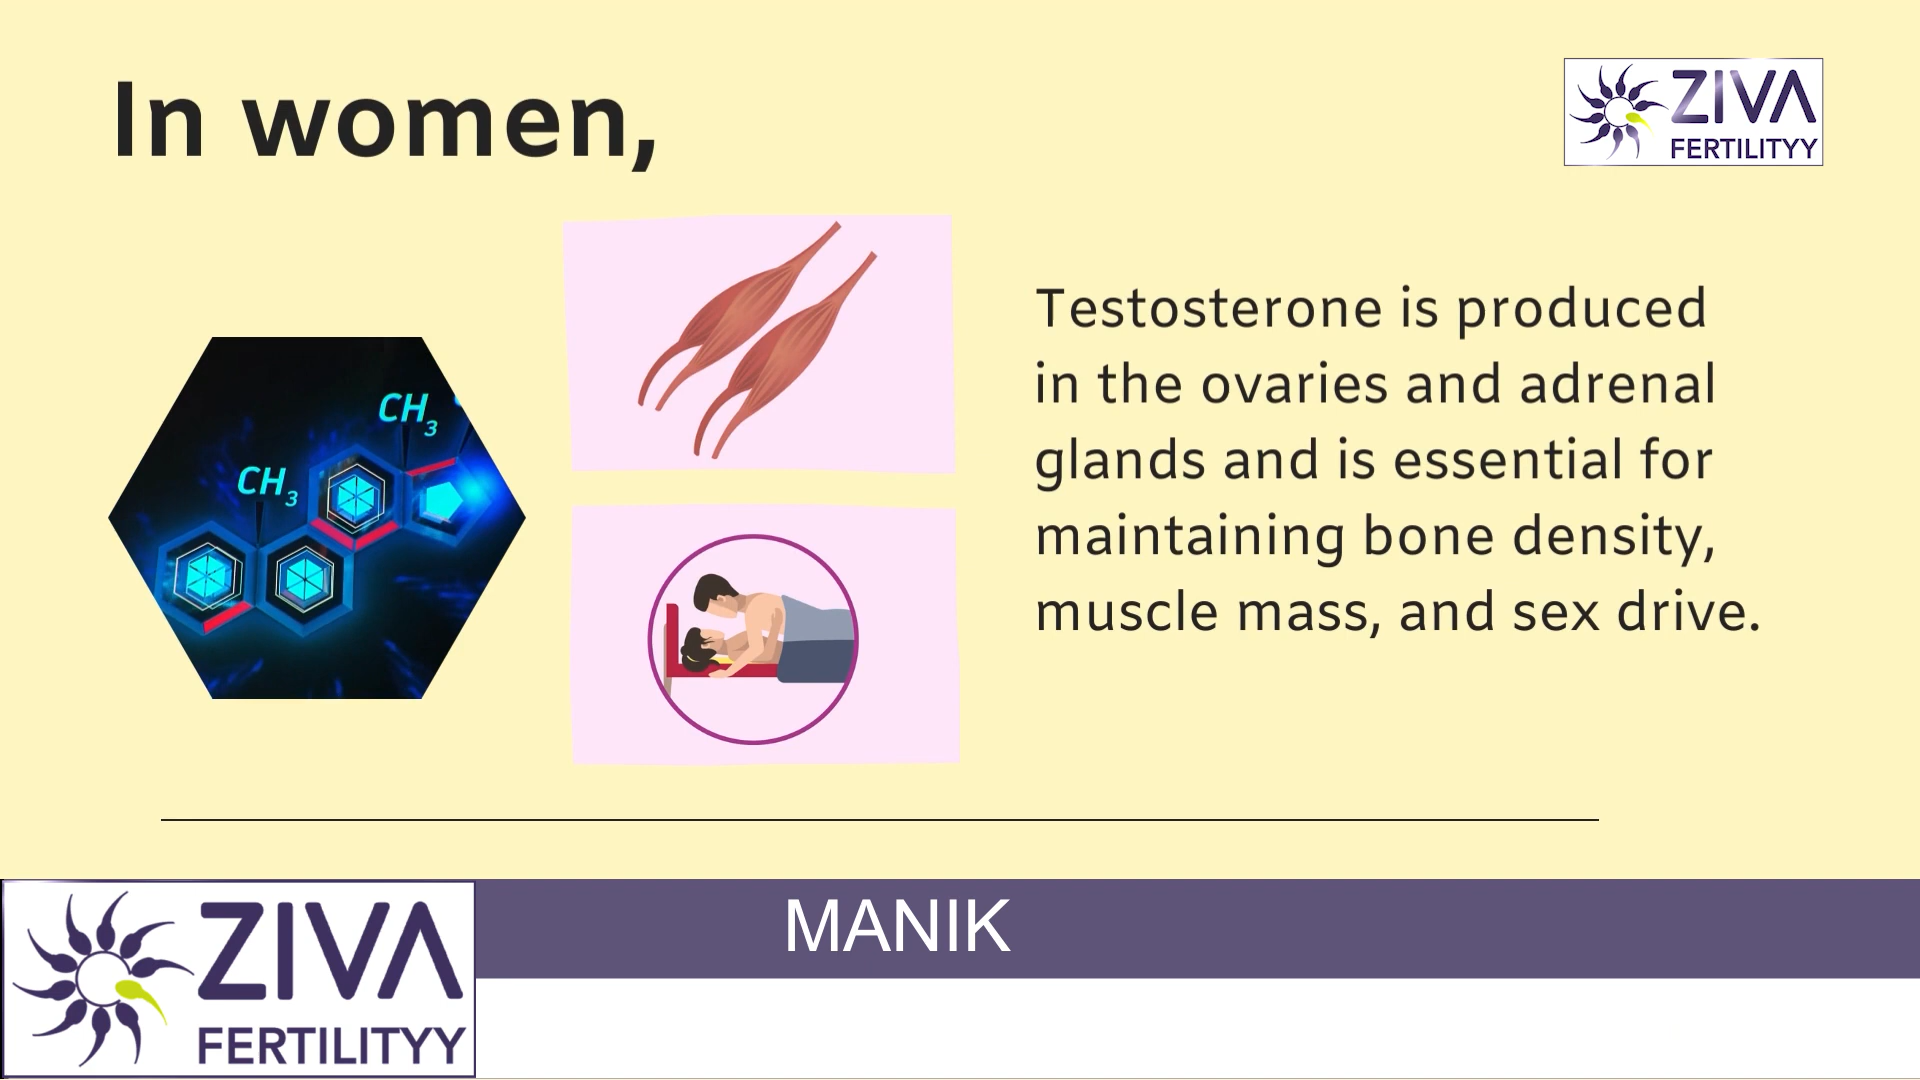 In women,
ZIVA
FERTILITYY
CH3
CH3
Testosterone is produced
in the ovaries and adrenal
glands and is essential for
maintaining bone density,
muscle mass, and sex drive.
MANIK
ZIVA
FERTILITYY